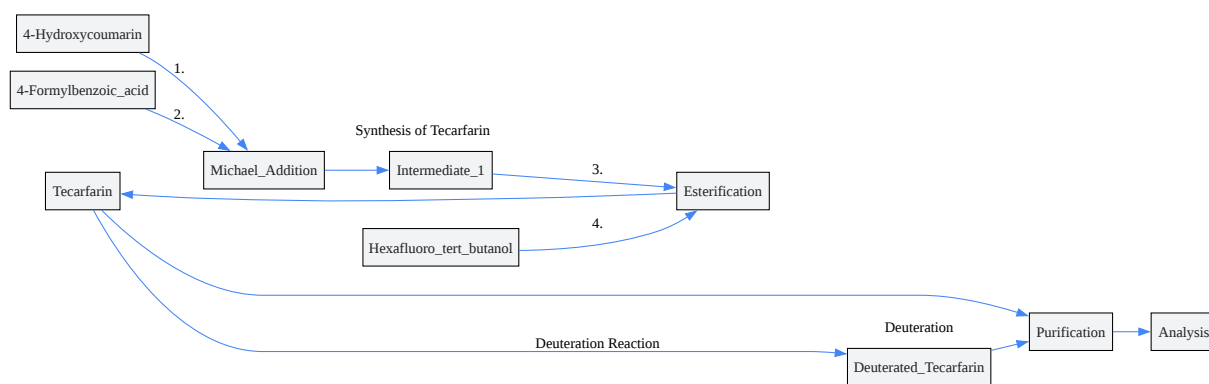 4-Hydroxycoumarin
1.
4-Formylbenzoic_acid
2.
Synthesis of Tecarfarin
Michael_Addition
Intermediate_1
3.
Tecarfarin
Esterification
4.
Hexafluoro_tert_butanol
Deuteration
Purification
Analysis
Deuteration Reaction
Deuterated_Tecarfarin